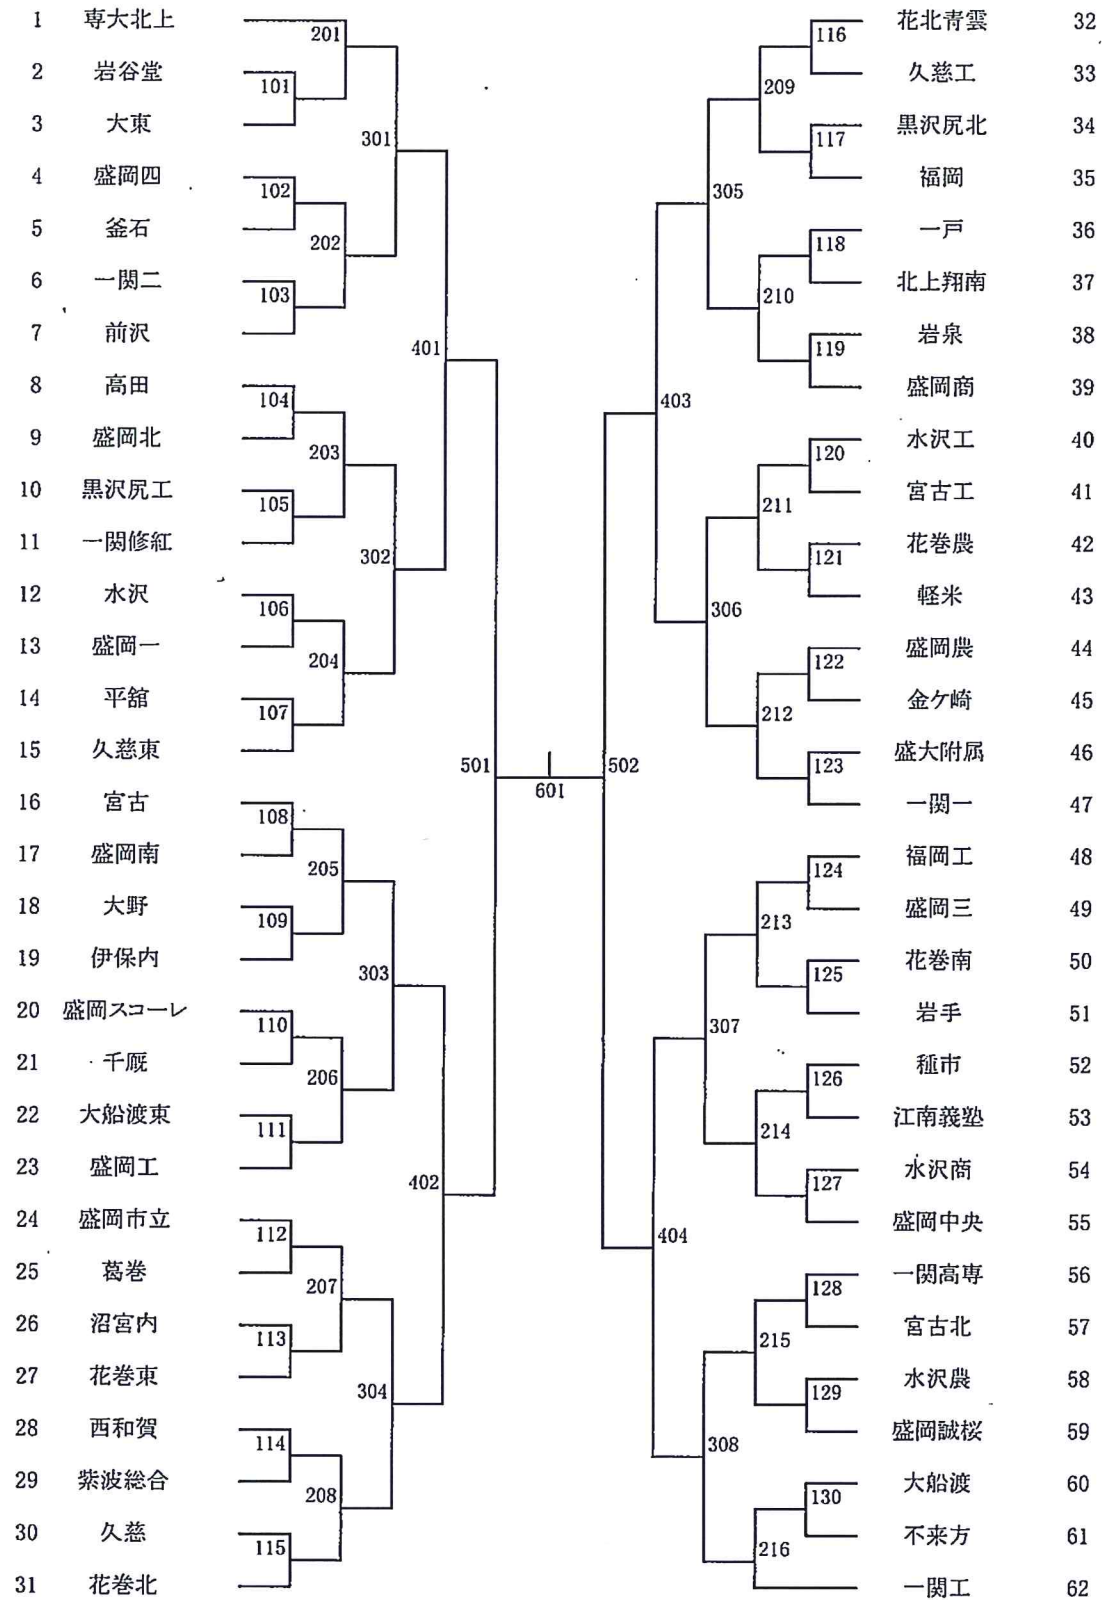 1 専大北上
2 岩谷堂
3 大東
4 盛岡四
5 釜石
6 一関二
7 前沢
8 高田
9 盛岡北
10 黒沢尻工
11 一関修紅
12 水沢
13 盛岡一
14 平舘
15 久慈東
16 宮古
17 盛岡南
18 大野
19 伊保内
20 盛岡スコーレ
21 千厩
22 大船渡東
23 盛岡工
24 盛岡市立
25 葛巻
26 沼宮内
27 花巻東
28 西和賀
29 紫波総合
30 久慈
31 花巻北
101
102
103
104
105
106
107
108
109
110
111
112
113
114
115
201
202
203
204
205
206
207
208
301
302
303
304
401
402
501
601
502
403
404
305
306
307
308
209
210
211
212
213
214
215
216
116
117
118
119
120
121
122
123
124
125
126
127
128
129
130
花北青雲 32
久慈工 33
黒沢尻北 34
福岡 35
一戸 36
北上翔南 37
岩泉 38
盛岡商 39
水沢工 40
宮古工 41
花巻農 42
軽米 43
盛岡農 44
金ケ崎 45
盛大附属 46
一関一 47
福岡工 48
盛岡三 49
花巻南 50
岩手 51
種市 52
江南義塾 53
水沢商 54
盛岡中央 55
一関高専 56
宮古北 57
水沢農 58
盛岡誠桜 59
大船渡 60
不来方 61
一関工 62